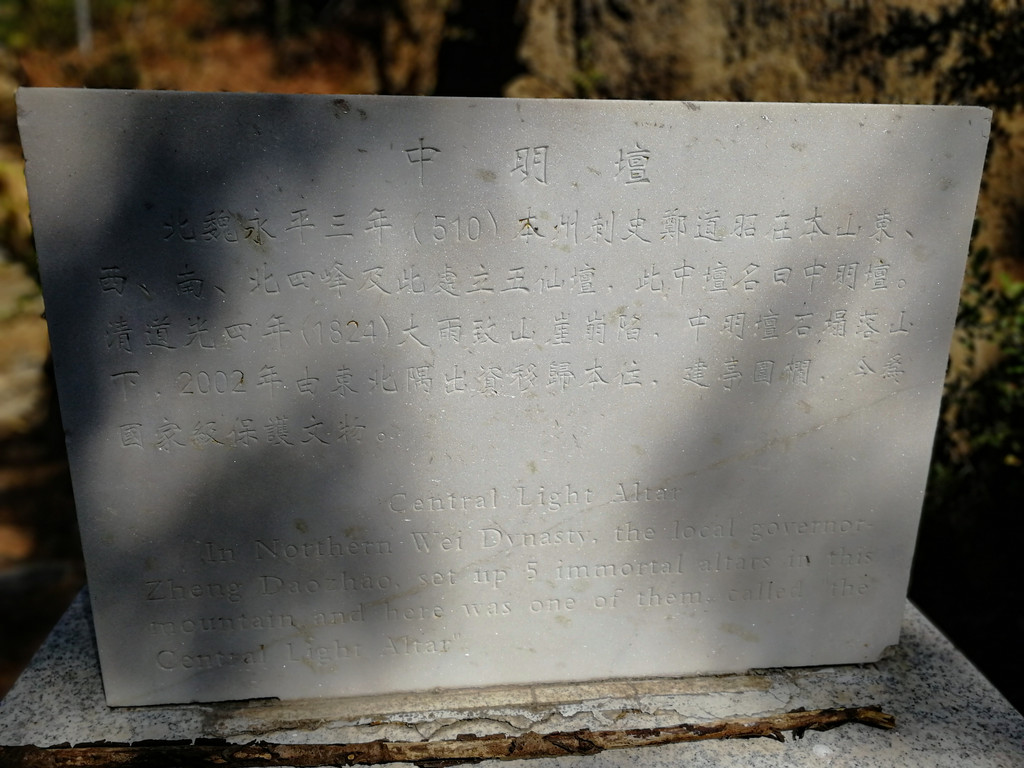 中 明 壇
北魏永平三年(510)本州刺史鄭道昭在本山東、
西、南、北四峰及此處立五仙壇，此中壇名曰中明壇。
清道光四年(1824)大雨致山崖崩陷，中明壇石塌落山
下，2002年由東北隅出資移歸本位，建亭圍欄，今為
國家級保護文物。
Central Light Altar
In Northern Wei Dynasty, the local governor-
Zheng Daozhao, set up 5 immortal altars in this
mountain and here was one of them, called "the
Central Light Altar".